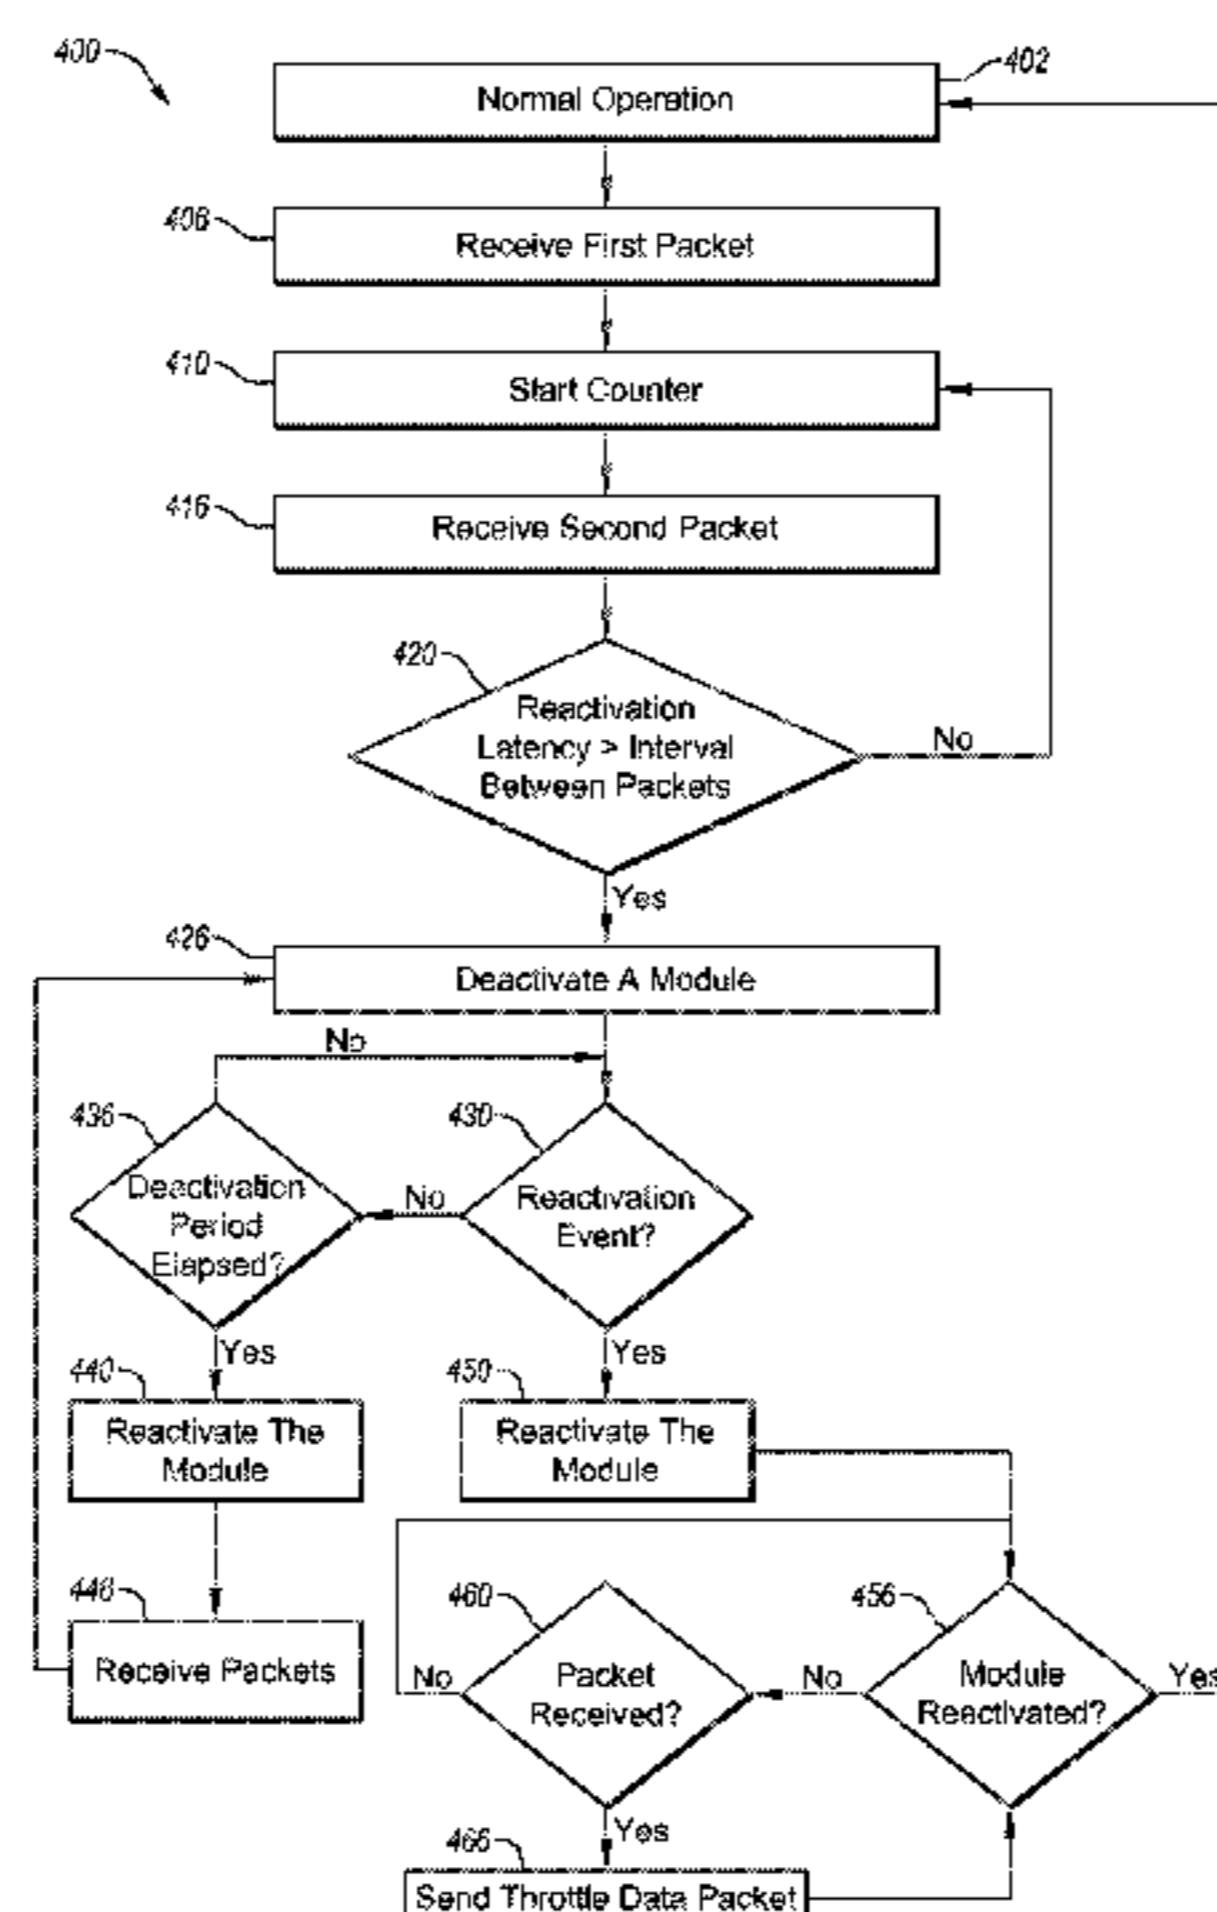 400
402
Normal Operation
406
Receive First Packet
410
Start Counter
416
Receive Second Packet
420
Reactivation
Latency > Interval
Between Packets
No
Yes
426
Deactivate A Module
No
436
430
Deactivation
Period
Elapsed?
No
Reactivation
Event?
Yes
Yes
440
450
Reactivate The
Module
Reactivate The
Module
446
460
456
Receive Packets
No
Packet
Received?
No
Module
Reactivated?
Yes
Yes
466
Send Throttle Data Packet